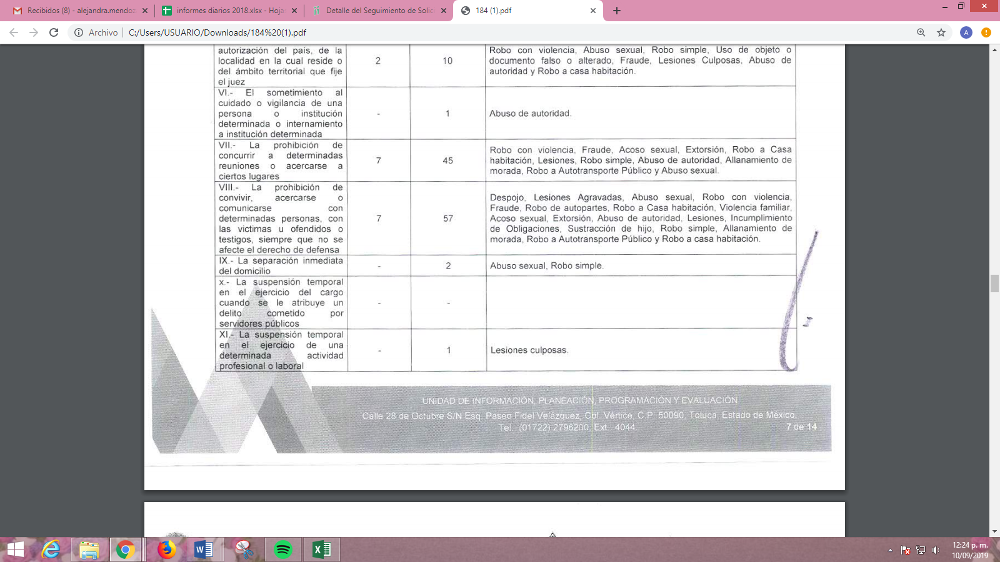 Recibidos (8) - alejandra.mendoz
informes diarios 2018.xlsx - Hoja
Detalle del Seguimiento de Solic
184 (1).pdf
Archivo
C:/Users/USUARIO/Downloads/184%20(1).pdf
A
autorización del país, de la
localidad en la cual reside o
del ámbito territorial que fije
el juez
2
10
Robo con violencia, Abuso sexual, Robo simple, Uso de objeto o
documento falso o alterado, Fraude, Lesiones Culposas, Abuso de
autoridad y Robo a casa habitación.
VI.- El sometimiento al
cuidado o vigilancia de una
persona o institución
determinada o internamiento
a institución determinada
-
1
Abuso de autoridad.
VII.- La prohibición de
concurrir a determinadas
reuniones o acercarse a
ciertos lugares
7
45
Robo con violencia, Fraude, Acoso sexual, Extorsión, Robo a Casa
habitación, Lesiones, Robo simple, Abuso de autoridad, Allanamiento de
morada, Robo a Autotransporte Público y Abuso sexual.
VIII.- La prohibición de
convivir, acercarse o
comunicarse con
determinadas personas, con
las victimas u ofendidos o
testigos, siempre que no se
afecte el derecho de defensa
7
57
Despojo, Lesiones Agravadas, Abuso sexual, Robo con violencia,
Fraude, Robo de autopartes, Robo a Casa habitación, Violencia familiar,
Acoso sexual, Extorsión, Abuso de autoridad, Lesiones, Incumplimiento
de Obligaciones, Sustracción de hijo, Robo simple, Allanamiento de
morada, Robo a Autotransporte Público y Robo a casa habitación.
IX.- La separación inmediata
del domicilio
-
2
Abuso sexual, Robo simple.
x.- La suspensión temporal
en el ejercicio del cargo
cuando se le atribuye un
delito cometido por
servidores públicos
-
-
XI.- La suspensión temporal
en el ejercicio de una
determinada actividad
profesional o laboral
-
1
Lesiones culposas.
UNIDAD DE INFORMACIÓN, PLANEACIÓN, PROGRAMACIÓN Y EVALUACIÓN
Calle 28 de Octubre S/N Esq. Paseo Fidel Velázquez, Col. Vértice, C.P. 50090, Toluca, Estado de México.
Tel.: (01722) 2796200, Ext.: 4044
7 de 14
12:24 p. m.
10/09/2019